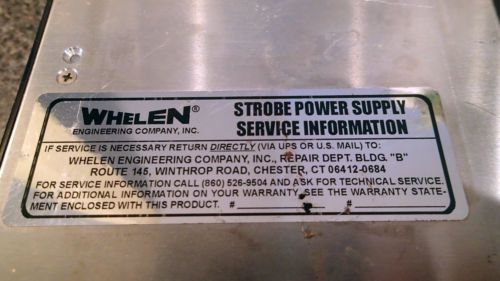 WHELEN®
ENGINEERING COMPANY, INC.
STROBE POWER SUPPLY
SERVICE INFORMATION
IF SERVICE IS NECESSARY RETURN DIRECTLY (VIA UPS OR U.S. MAIL) TO:
WHELEN ENGINEERING COMPANY, INC., REPAIR DEPT. BLDG. "B"
ROUTE 145, WINTHROP ROAD, CHESTER, CT 06412-0684
FOR SERVICE INFORMATION CALL (860) 526-9504 AND ASK FOR TECHNICAL SERVICE.
FOR ADDITIONAL INFORMATION ON YOUR WARRANTY, SEE THE WARRANTY STATE-
MENT ENCLOSED WITH THIS PRODUCT. # #